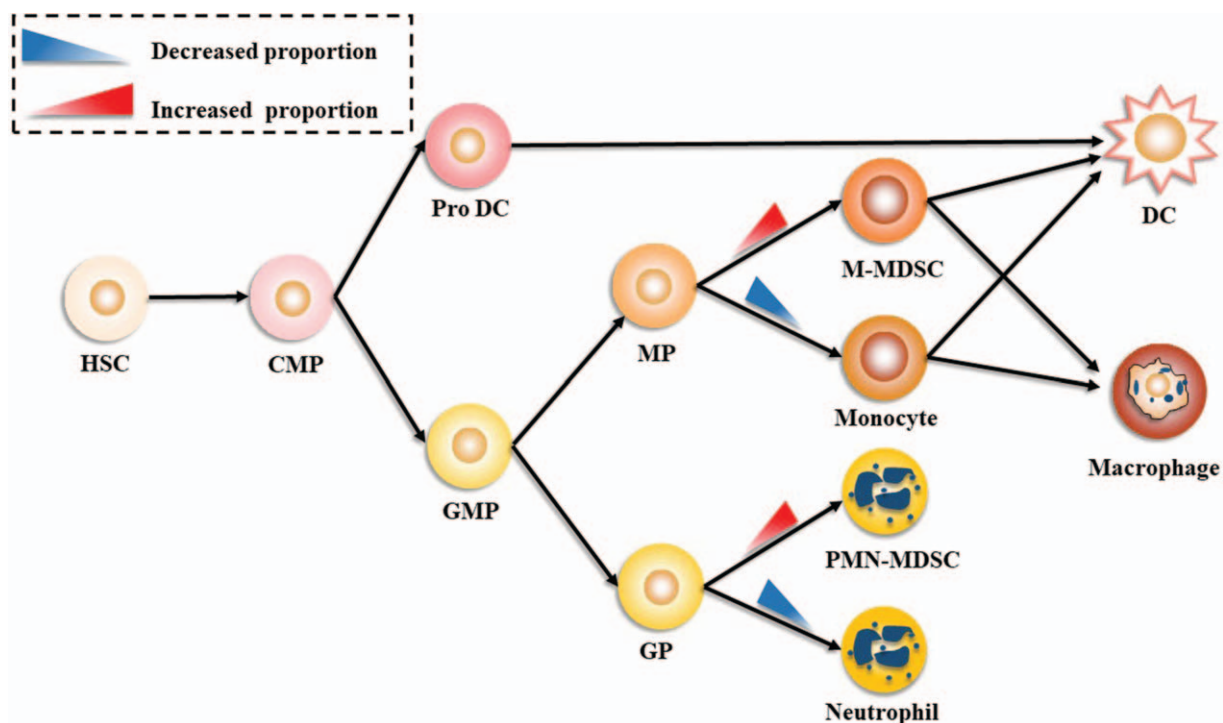 Decreased proportion
Increased proportion
Pro DC
DC
M-MDSC
HSC
CMP
MP
Monocyte
Macrophage
GMP
PMN-MDSC
GP
Neutrophil